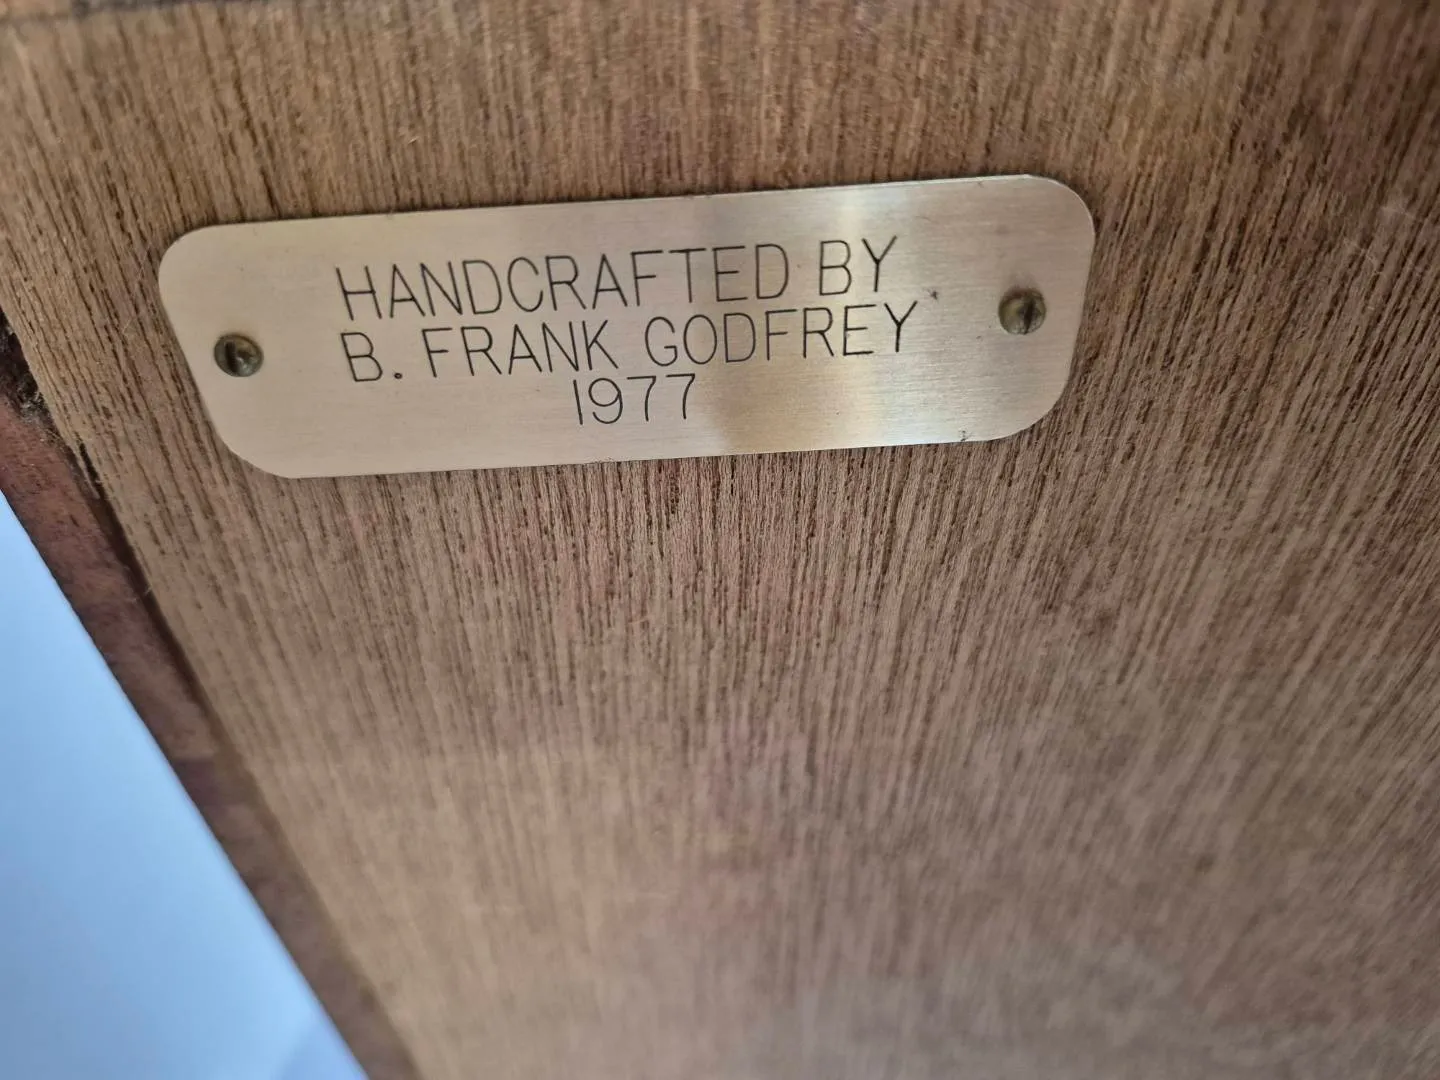 HANDCRAFTED BY
B. FRANK GODFREY
1977